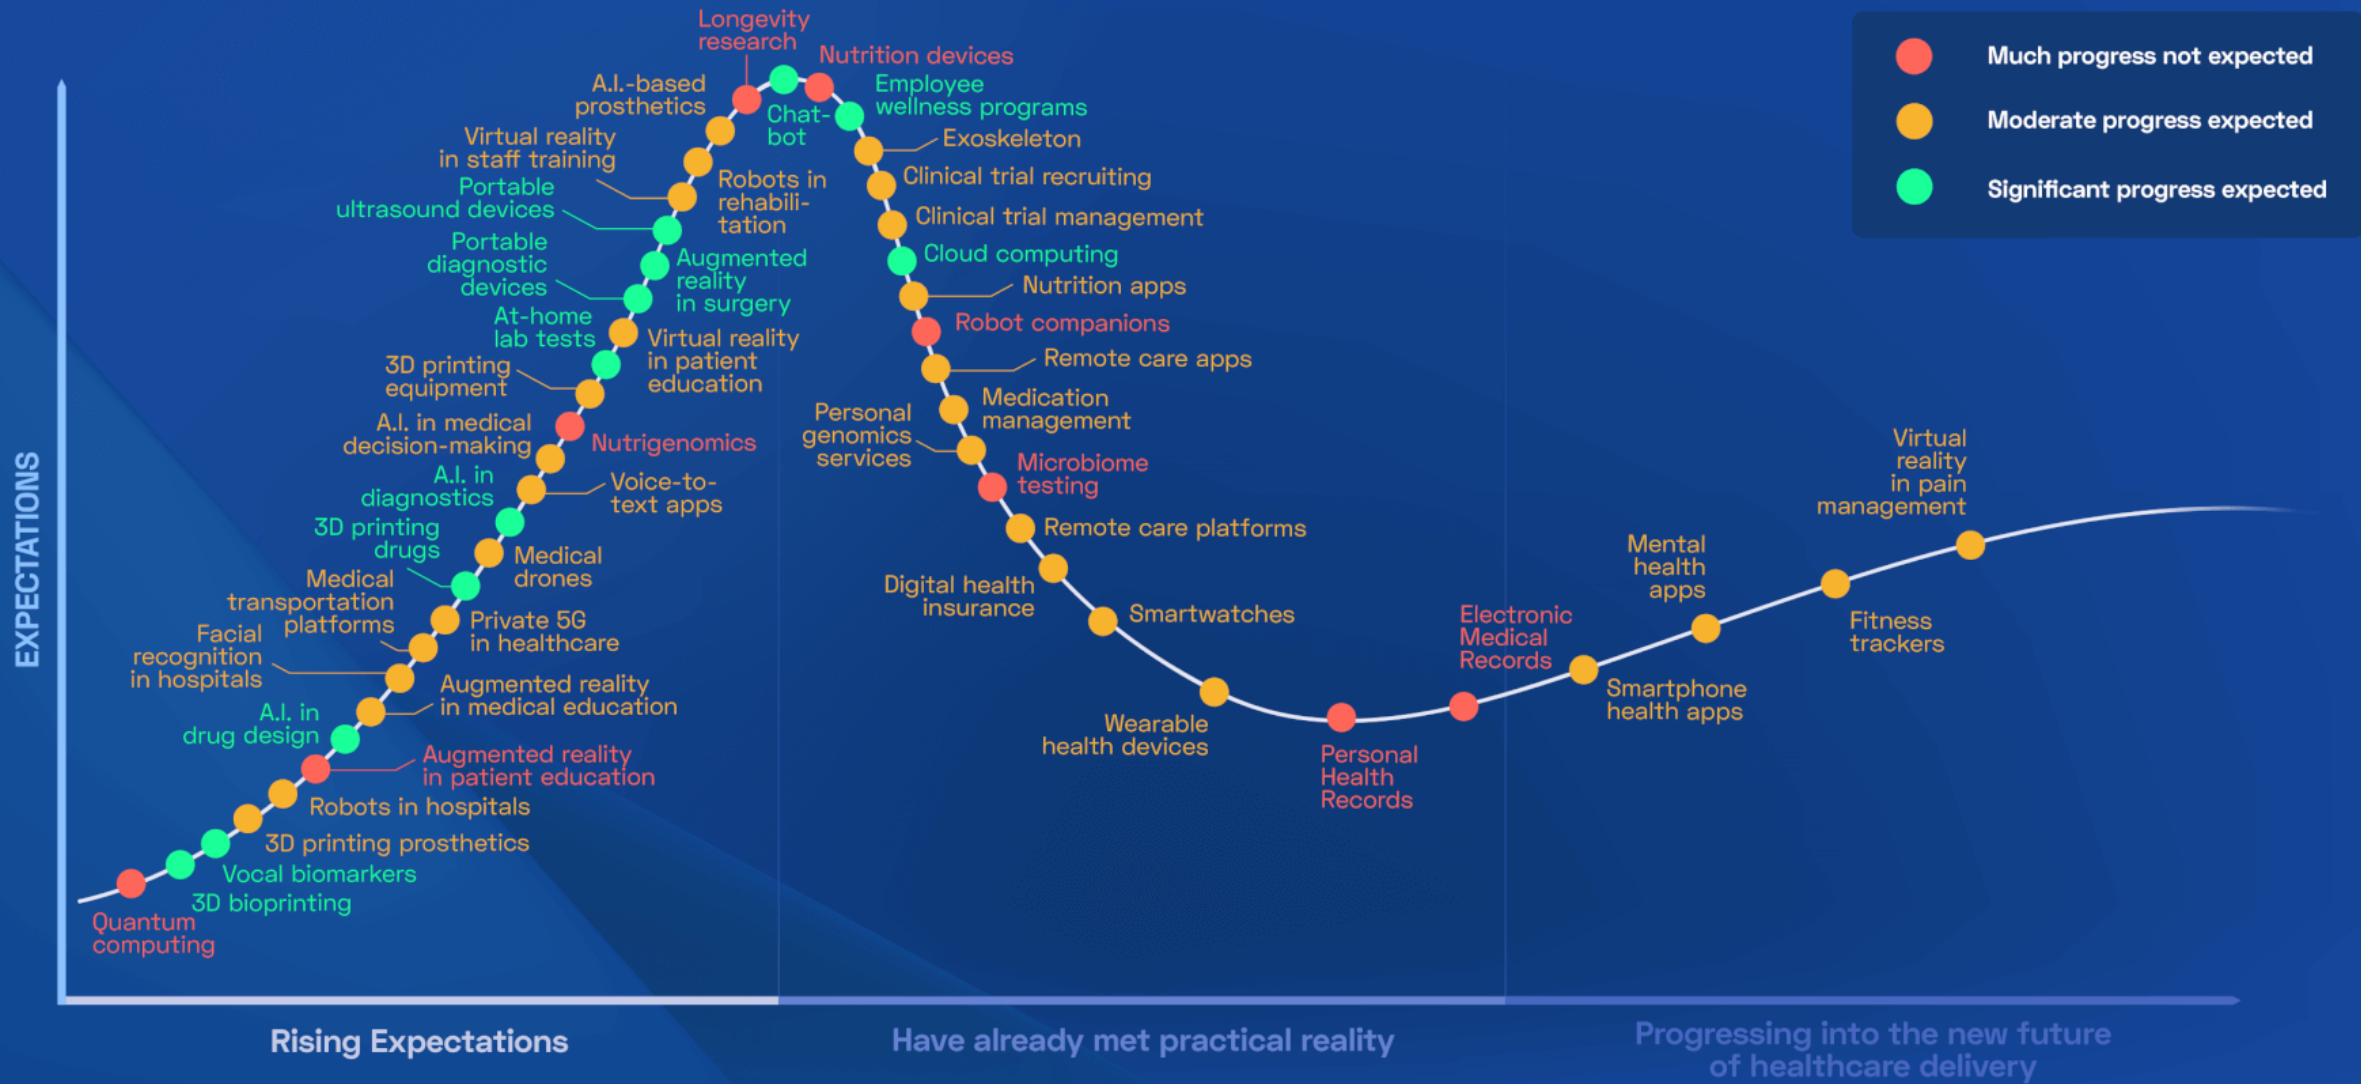 Longevity
research
Nutrition devices
A.I.-based
prosthetics
Employee
wellness programs
Chat-
bot
Virtual reality
in staff training
Exoskeleton
Robots in
rehabili-
tation
Clinical trial recruiting
Portable
ultrasound devices
Clinical trial management
Portable
diagnostic
devices
Augmented
reality
in surgery
Cloud computing
Nutrition apps
At-home
lab tests
Virtual reality
in patient
education
Robot companions
3D printing
equipment
Remote care apps
A.I. in medical
decision-making
Nutrigenomics
Medication
management
Personal
genomics
services
A.I. in
diagnostics
Voice-to-
text apps
Microbiome
testing
3D printing
drugs
Medical
drones
Remote care platforms
Medical
transportation
platforms
Private 5G
in healthcare
Digital health
insurance
Smartwatches
Facial
recognition
in hospitals
Augmented reality
in medical education
A.I. in
drug design
Augmented reality
in patient education
Robots in hospitals
3D printing prosthetics
Vocal biomarkers
3D bioprinting
Quantum
computing
Wearable
health devices
Personal
Health
Records
Electronic
Medical
Records
Smartphone
health apps
Mental
health
apps
Fitness
trackers
Virtual
reality
in pain
management
Much progress not expected
Moderate progress expected
Significant progress expected
EXPECTATIONS
Rising Expectations
Have already met practical reality
Progressing into the new future
of healthcare delivery